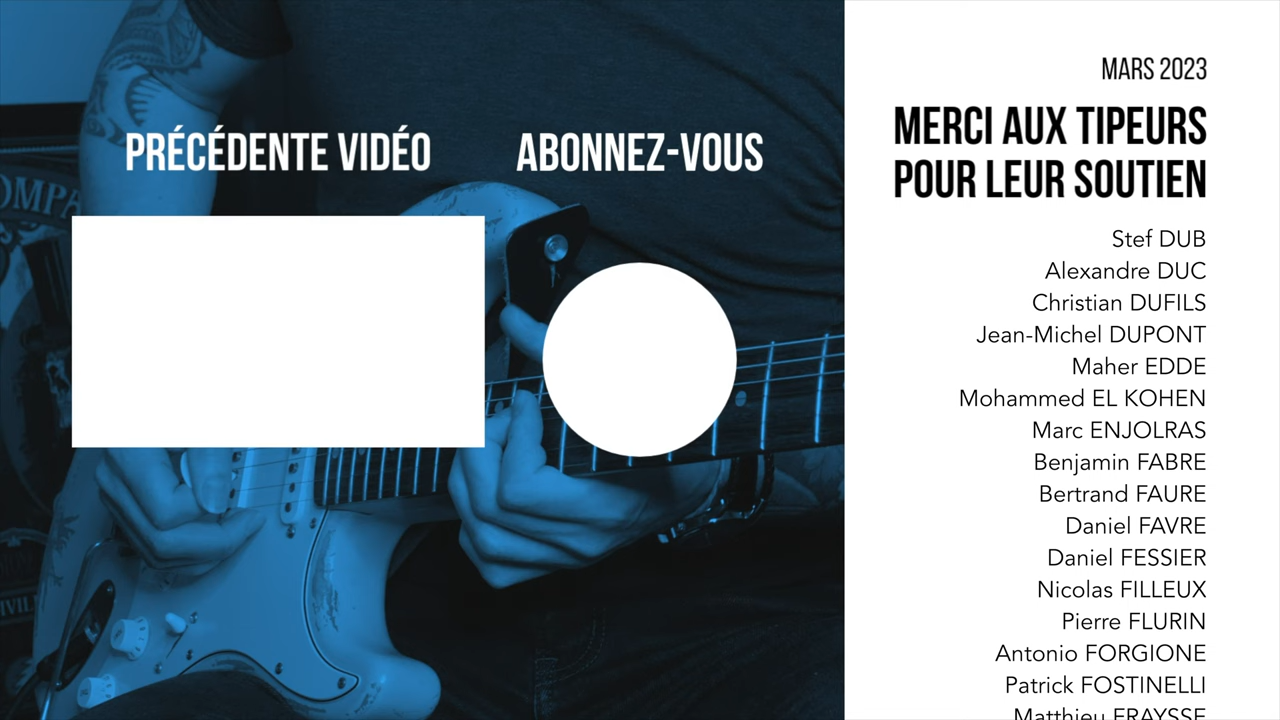 PRÉCÉDENTE VIDÉO
ABONNEZ-VOUS
MARS 2023
MERCI AUX TIPEURS
POUR LEUR SOUTIEN
Stef DUB
Alexandre DUC
Christian DUFILS
Jean-Michel DUPONT
Maher EDDE
Mohammed EL KOHEN
Marc ENJOLRAS
Benjamin FABRE
Bertrand FAURE
Daniel FAVRE
Daniel FESSIER
Nicolas FILLEUX
Pierre FLURIN
Antonio FORGIONE
Patrick FOSTINELLI
Matthieu FRAYSSE